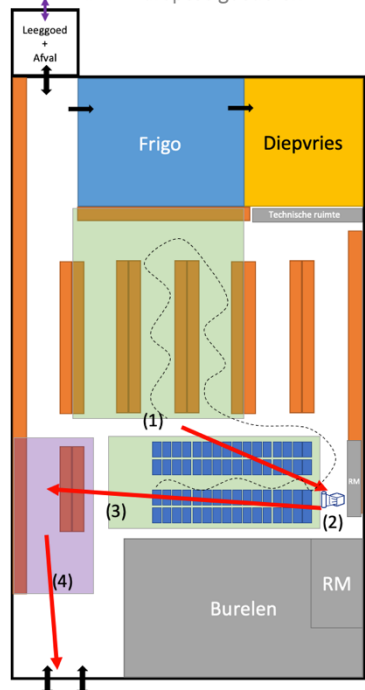 Leeggoed
+
Afval
Frigo
Diepvries
Technische ruimte
(1)
RM
(2)
(3)
(4)
RM
Burelen